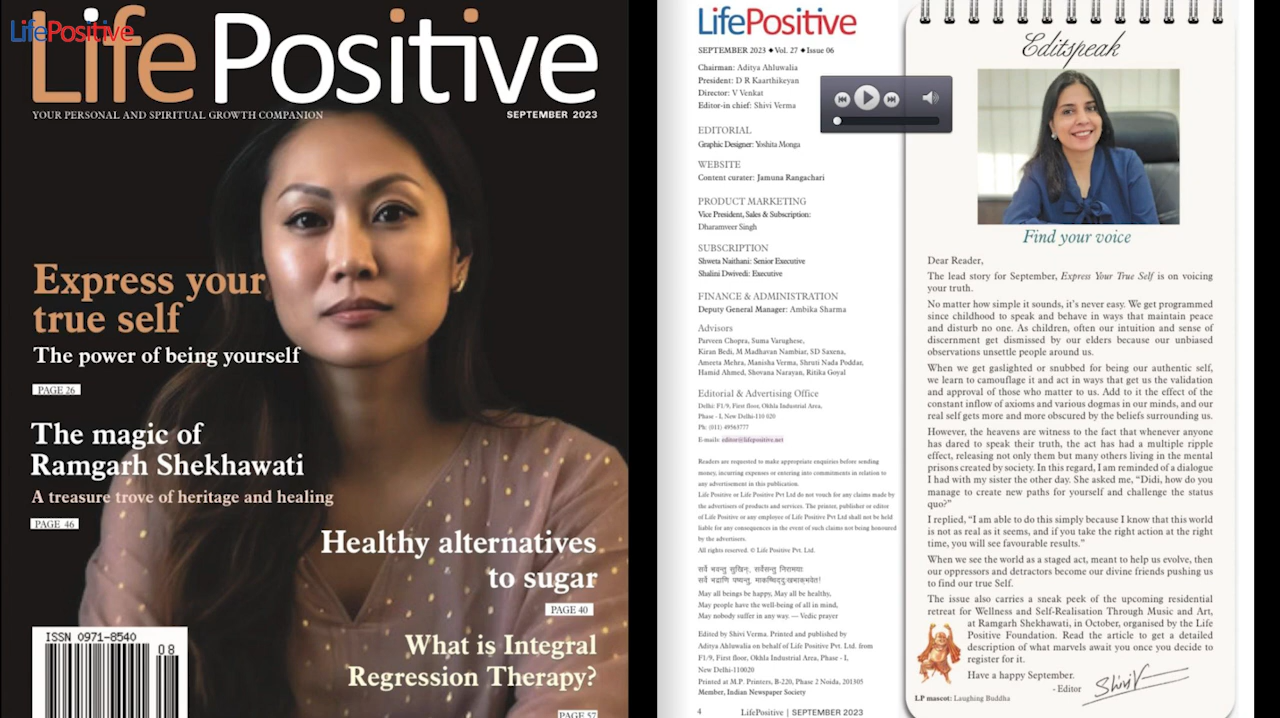 LifePositive
LifePositive
YOUR PERSONAL AND SPIRITUAL GROWTH COMPANION
SEPTEMBER 2023
Express your
true self
The power of being yourself
PAGE 26
The magic of
Ramgarh Shekhawati
A treasure trove of heritage and healing
PAGE 46
Healthy alternatives
to sugar
PAGE 40
What is Integral
Regression Therapy?
PAGE 57
ISSN 0971-8540
08
LifePositive
SEPTEMBER 2023 ◆ Vol. 27 ◆ Issue 06
Chairman: Aditya Ahluwalia
President: D R Kaarthikeyan
Director: V Venkat
Editor-in chief: Shivi Verma
EDITORIAL
Graphic Designer: Yoshita Monga
WEBSITE
Content curater: Jamuna Rangachari
PRODUCT MARKETING
Vice President, Sales & Subscription:
Dharamveer Singh
SUBSCRIPTION
Shweta Naithani: Senior Executive
Shalini Dwivedi: Executive
FINANCE & ADMINISTRATION
Deputy General Manager: Ambika Sharma
Advisors
Parveen Chopra, Suma Varughese,
Kiran Bedi, M Madhavan Nambiar, SD Saxena,
Ameeta Mehra, Manisha Verma, Shruti Nada Poddar,
Hamid Ahmed, Shovana Narayan, Ritika Goyal
Editorial & Advertising Office
Delhi: F1/9, First floor, Okhla Industrial Area,
Phase - I, New Delhi-110 020
Ph: (011) 49563777
E-mails: editor@lifepositive.net
Readers are requested to make appropriate enquiries before sending
money, incurring expenses or entering into commitments in relation to
any advertisement in this publication.
Life Positive or Life Positive Pvt Ltd do not vouch for any claims made by
the advertisers of products and services. The printer, publisher or editor
of Life Positive or any employee of Life Positive Pvt Ltd shall not be held
liable for any consequences in the event of such claims not being honoured
by the advertisers.
All rights reserved. © Life Positive Pvt. Ltd.
सर्वे भवन्तु सुखिन:, सर्वेसन्तु निरामया:
सर्वे भद्राणि पष्यन्तु, माकष्चिद्दु:खभाक्भवेत!
May all beings be happy, May all be healthy,
May people have the well-being of all in mind,
May nobody suffer in any way. — Vedic prayer
Edited by Shivi Verma. Printed and published by
Aditya Ahluwalia on behalf of Life Positive Pvt. Ltd. from
F1/9, First floor, Okhla Industrial Area, Phase - I,
New Delhi-110020
Printed at M.P. Printers, B-220, Phase 2 Noida, 201305
Member, Indian Newspaper Society
4 LifePositive | SEPTEMBER 2023
Editspeak
Find your voice
Dear Reader,
The lead story for September, Express Your True Self is on voicing
your truth.
No matter how simple it sounds, it's never easy. We get programmed
since childhood to speak and behave in ways that maintain peace
and disturb no one. As children, often our intuition and sense of
discernment get dismissed by our elders because our unbiased
observations unsettle people around us.
When we get gaslighted or snubbed for being our authentic self,
we learn to camouflage it and act in ways that get us the validation
and approval of those who matter to us. Add to it the effect of the
constant inflow of axioms and various dogmas in our minds, and our
real self gets more and more obscured by the beliefs surrounding us.
However, the heavens are witness to the fact that whenever anyone
has dared to speak their truth, the act has had a multiple ripple
effect, releasing not only them but many others living in the mental
prisons created by society. In this regard, I am reminded of a dialogue
I had with my sister the other day. She asked me, "Didi, how do you
manage to create new paths for yourself and challenge the status
quo?"
I replied, "I am able to do this simply because I know that this world
is not as real as it seems, and if you take the right action at the right
time, you will see favourable results."
When we see the world as a staged act, meant to help us evolve, then
our oppressors and detractors become our divine friends pushing us
to find our true Self.
The issue also carries a sneak peek of the upcoming residential
retreat for Wellness and Self-Realisation Through Music and Art,
at Ramgarh Shekhawati, in October, organised by the Life
Positive Foundation. Read the article to get a detailed
description of what marvels await you once you decide to
register for it.
Have a happy September.
- Editor
ShiviV
LP mascot: Laughing Buddha